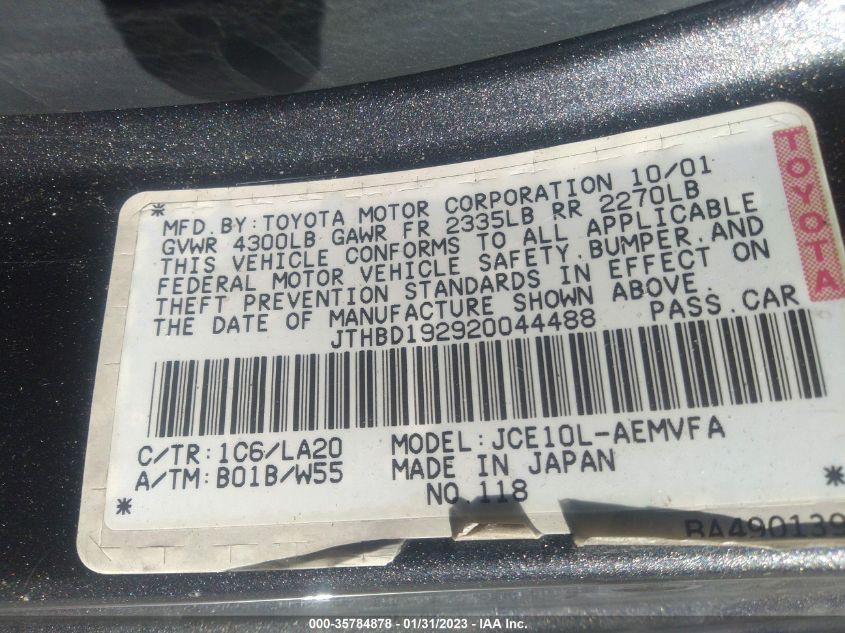 MFD. BY: TOYOTA MOTOR CORPORATION 10/01
GVWR 4300LB GAWR FR 2335LB RR 2270LB
THIS VEHICLE CONFORMS TO ALL APPLICABLE
FEDERAL MOTOR VEHICLE SAFETY. BUMPER, AND
THEFT PREVENTION STANDARDS IN EFFECT ON
THE DATE OF MANUFACTURE SHOWN ABOVE.
JTHBD192920044488 PASS. CAR
TOYOTA
C/TR: 1C6/LA20 MODEL: JCE10L-AEMVFA
A/TM: B01B/W55 MADE IN JAPAN
NO. 118
BA490139
000-35784878 - 01/31/2023 - IAA Inc.